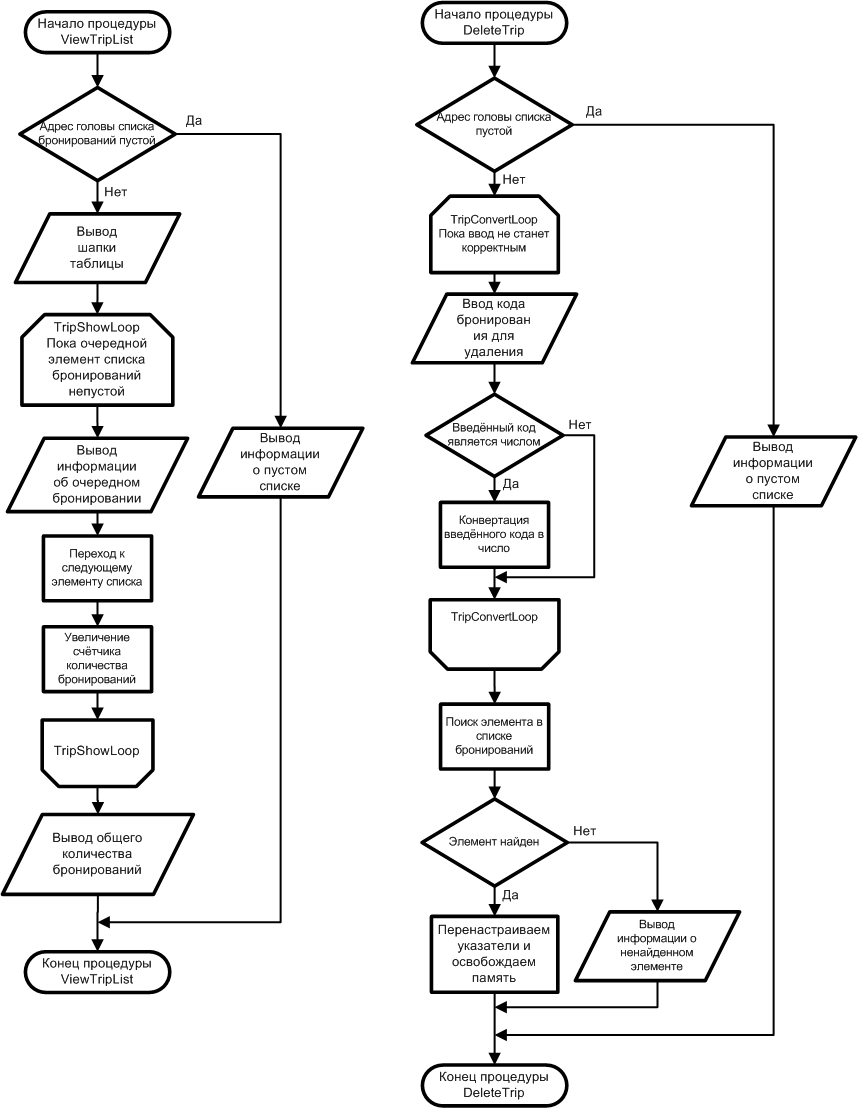 Начало процедуры
ViewTripList
Адрес головы списка
бронирований пустой
Да
Нет
Вывод
шапки
таблицы
TripShowLoop
Пока очередной
элемент списка
бронирований
непустой
Вывод
информации
об очередном
бронировании
Вывод
информации
о пустом
списке
Переход к
следующему
элементу списка
Увеличение
счётчика
количества
бронирований
TripShowLoop
Вывод общего
количества
бронирований
Конец процедуры
ViewTripList
Начало процедуры
DeleteTrip
Адрес головы списка
пустой
Да
Нет
TripConvertLoop
Пока ввод не станет
корректным
Ввод кода
бронирован
ия для
удаления
Введённый код
является числом
Нет
Да
Вывод
информации
о пустом
списке
Конвертация
введённого кода в
число
TripConvertLoop
Поиск элемента в
списке
бронирований
Элемент найден
Нет
Да
Перенастраиваем
указатели и
освобождаем
память
Вывод
информации о
ненайденном
элементе
Конец процедуры
DeleteTrip